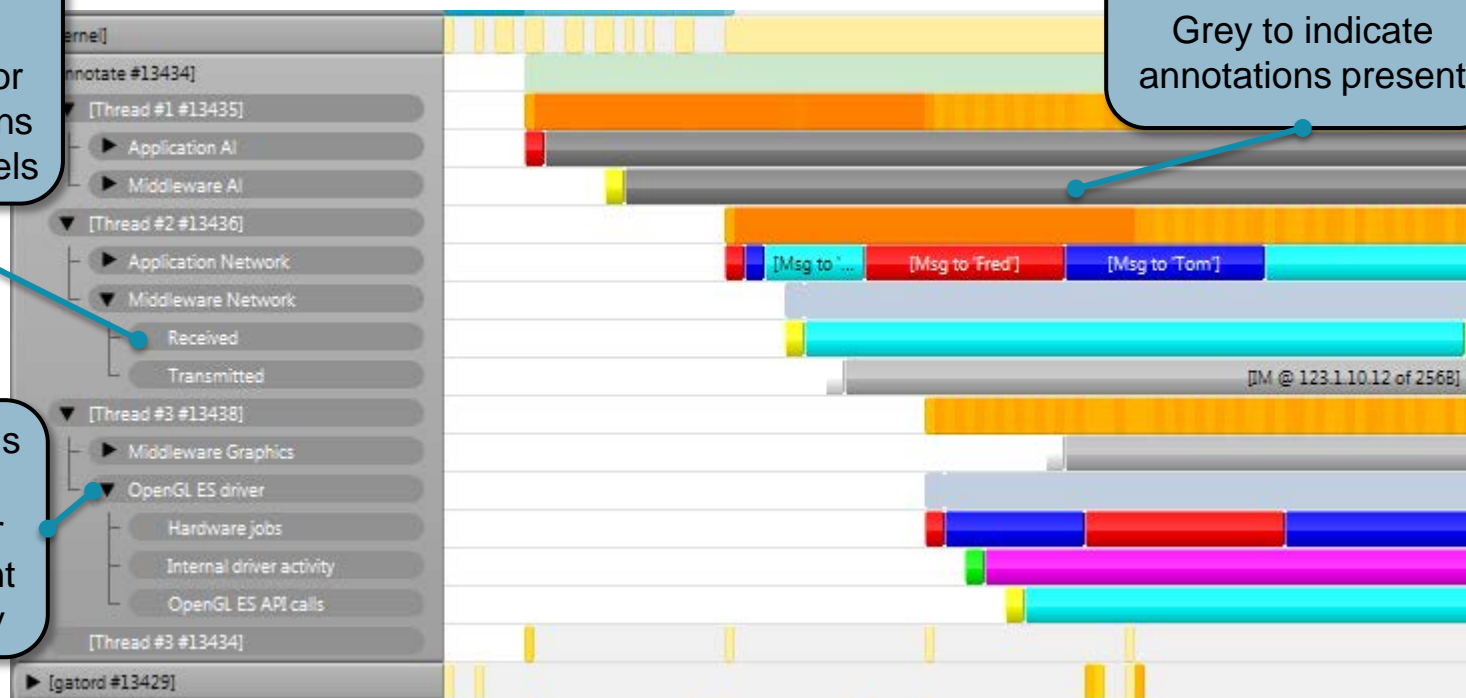 Grey to indicate
annotations present
or
ns
els
ernel]
nnotate #13434]
[Thread #1 #13435]
Application AI
Middleware AI
[Thread #2 #13436]
Application Network
[Msg to '...
[Msg to 'Fred']
[Msg to 'Tom']
Middleware Network
Received
Transmitted
[IM @ 123.1.10.12 of 2568]
[Thread #3 #13438]
s
r
nt
y
Middleware Graphics
OpenGL ES driver
Hardware jobs
Internal driver activity
OpenGL ES API calls
[Thread #3 #13434]
[gatord #13429]